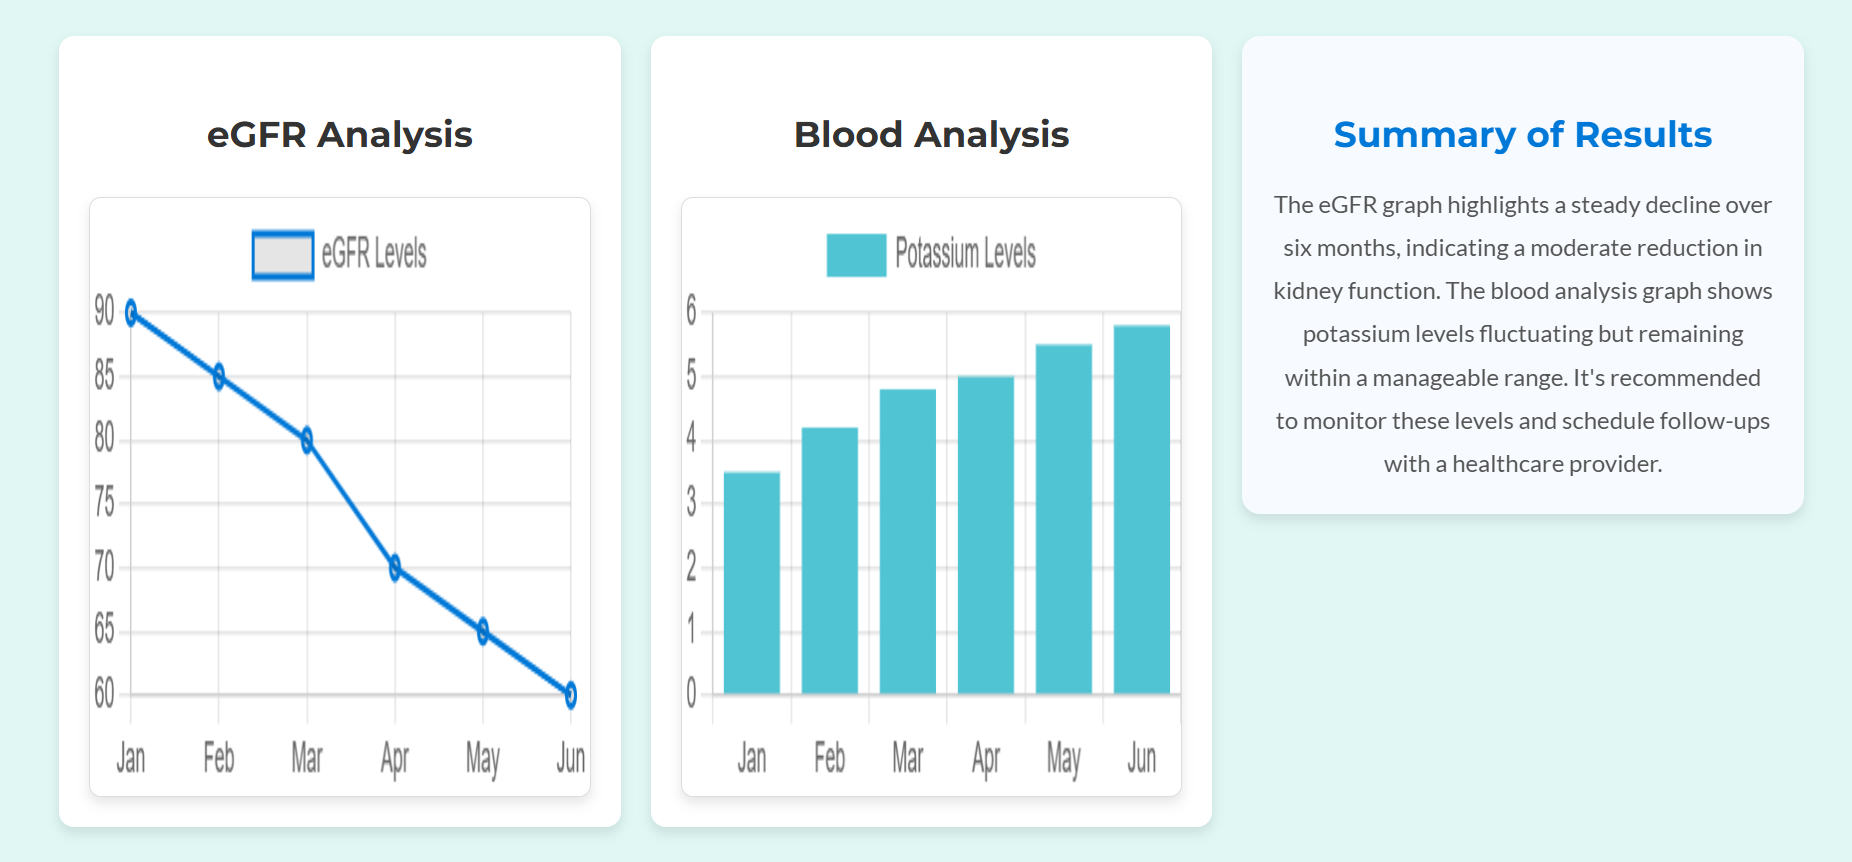 eGFR Analysis
eGFR Levels
90
85
80
75
70
65
60
Jan Feb Mar Apr May Jun
Blood Analysis
Potassium Levels
6
5
4
3
2
1
0
Jan Feb Mar Apr May Jun
Summary of Results
The eGFR graph highlights a steady decline over
six months, indicating a moderate reduction in
kidney function. The blood analysis graph shows
potassium levels fluctuating but remaining
within a manageable range. It's recommended
to monitor these levels and schedule follow-ups
with a healthcare provider.